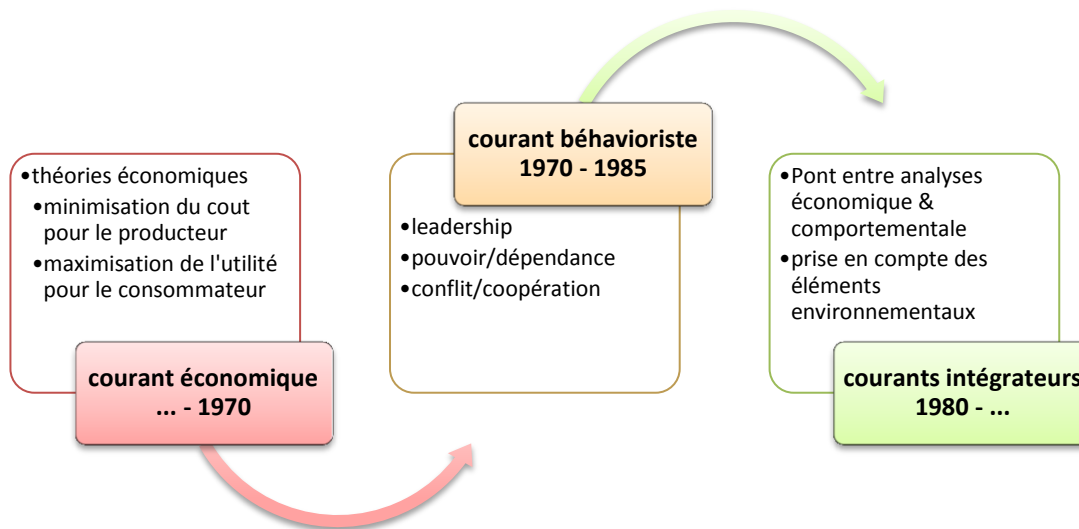 •théories économiques
•minimisation du cout
pour le producteur
•maximisation de l'utilité
pour le consommateur
courant économique
... - 1970
courant béhavioriste
1970 - 1985
•leadership
•pouvoir/dépendance
•conflit/coopération
•Pont entre analyses
économique &
comportementale
•prise en compte des
éléments
environnementaux
courants intégrateurs
1980 - ...